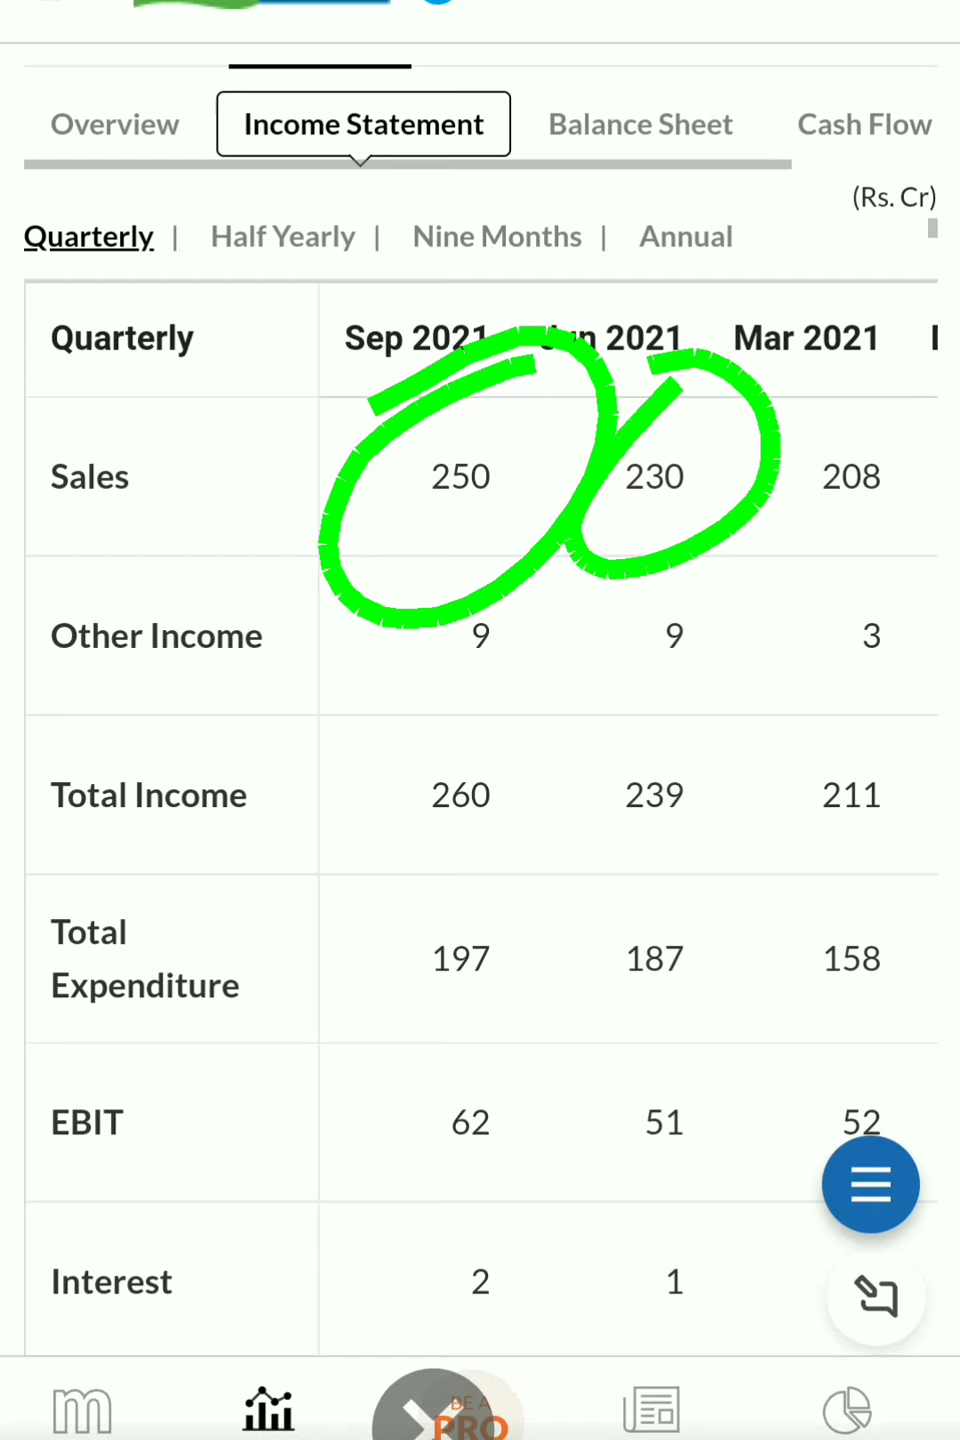 Overview Income Statement Balance Sheet Cash Flow
(Rs. Cr)
Quarterly | Half Yearly | Nine Months | Annual
Quarterly Sep 2021 Jun 2021 Mar 2021
Sales 250 230 208
Other Income 9 9 3
Total Income 260 239 211
Total
Expenditure 197 187 158
EBIT 62 51 52
Interest 2 1
m
BE A
PRO